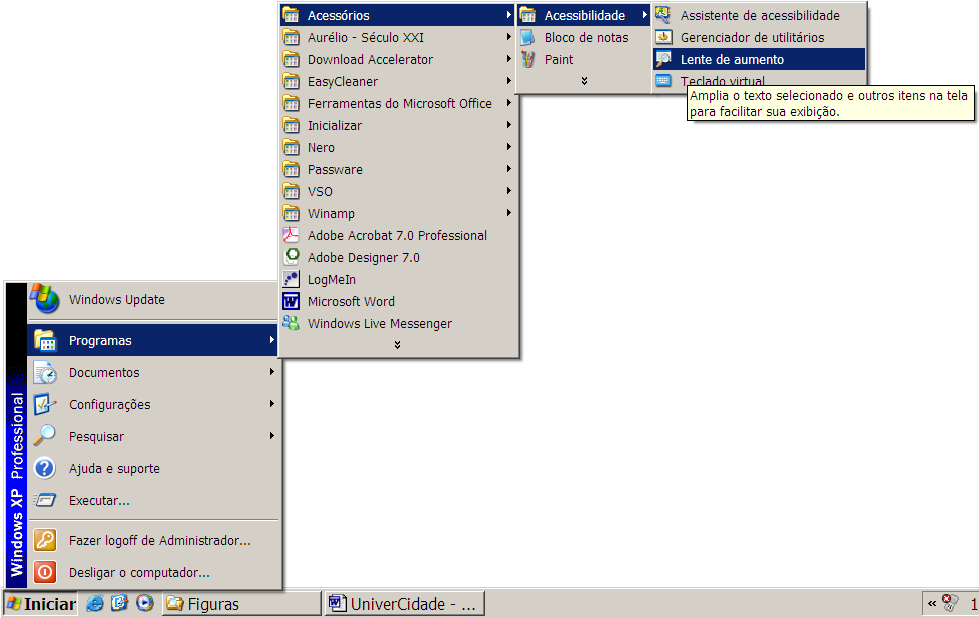 Acessórios
Aurélio - Século XXI
Download Accelerator
EasyCleaner
Ferramentas do Microsoft Office
Inicializar
Nero
Passware
VSO
Winamp
Adobe Acrobat 7.0 Professional
Adobe Designer 7.0
LogMeIn
Microsoft Word
Windows Live Messenger
Acessibilidade
Bloco de notas
Paint
Assistente de acessibilidade
Gerenciador de utilitários
Lente de aumento
Teclado virtual
Amplia o texto selecionado e outros itens na tela
para facilitar sua exibição.
Windows XP Professional
Windows Update
Programas
Documentos
Configurações
Pesquisar
Ajuda e suporte
Executar...
Fazer logoff de Administrador...
Desligar o computador...
Iniciar
Figuras
UniverCidade - ...
« 1